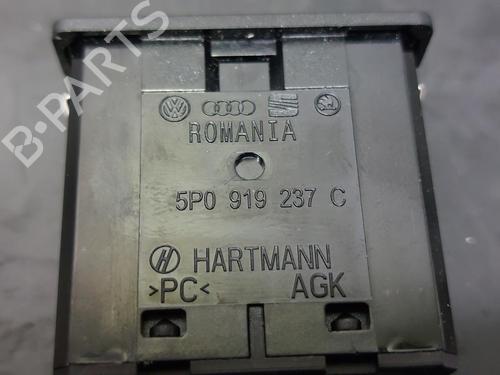 B-PARTS
ROMANIA
5P0 919 237 C
HARTMANN
>PC< AGK